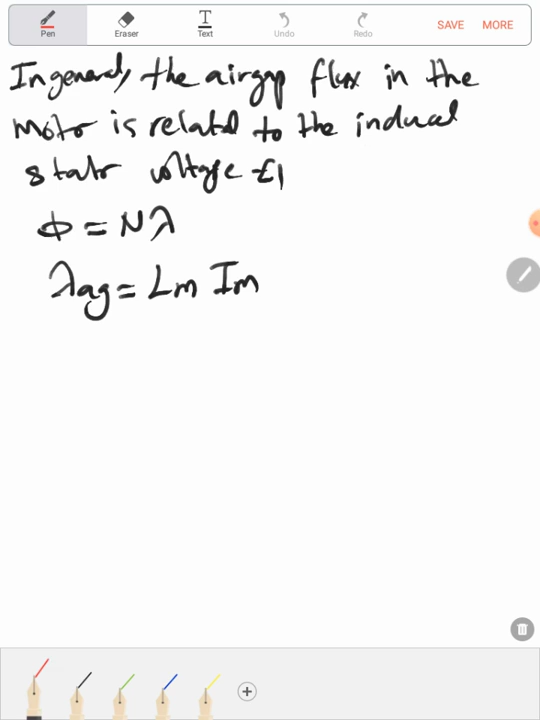 Pen
Eraser
Text
Undo
Redo
SAVE
MORE
In general, the airgap flux in the
motor is related to the induced
stator voltage E1
Φ = Nλ
λag = Lm Im